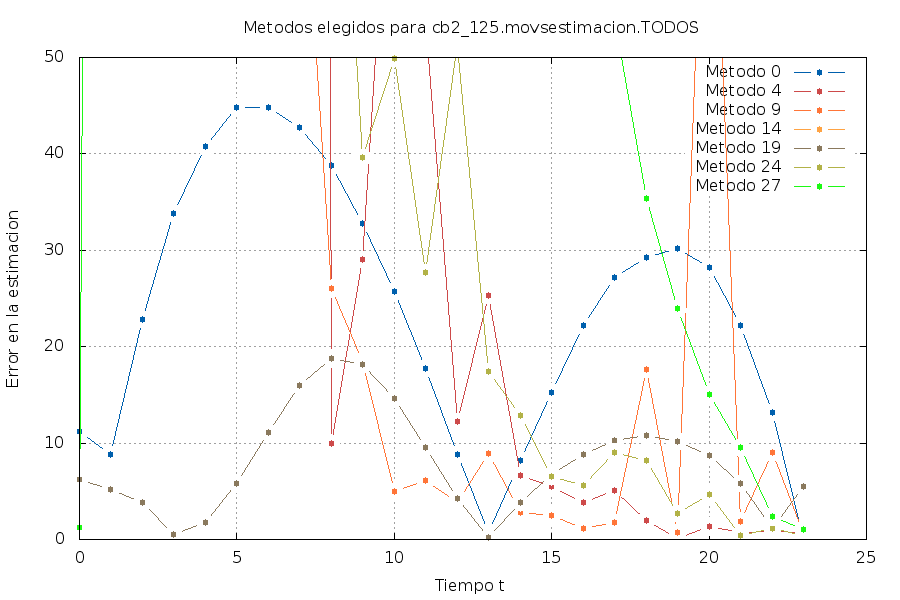 Metodos elegidos para cb2_125.movsestimacion.TODOS
50
40
30
20
10
0
0
5
10
15
20
25
Error en la estimacion
Tiempo t
Metodo 0
Metodo 4
Metodo 9
Metodo 14
Metodo 19
Metodo 24
Metodo 27